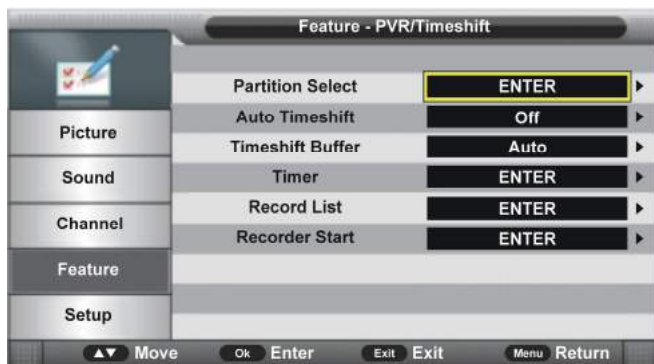 Feature - PVR/Timeshift
Partition Select ENTER
Auto Timeshift Off
Timeshift Buffer Auto
Timer ENTER
Record List ENTER
Recorder Start ENTER
Picture
Sound
Channel
Feature
Setup
▲▼ Move Ok Enter Exit Exit Menu Return